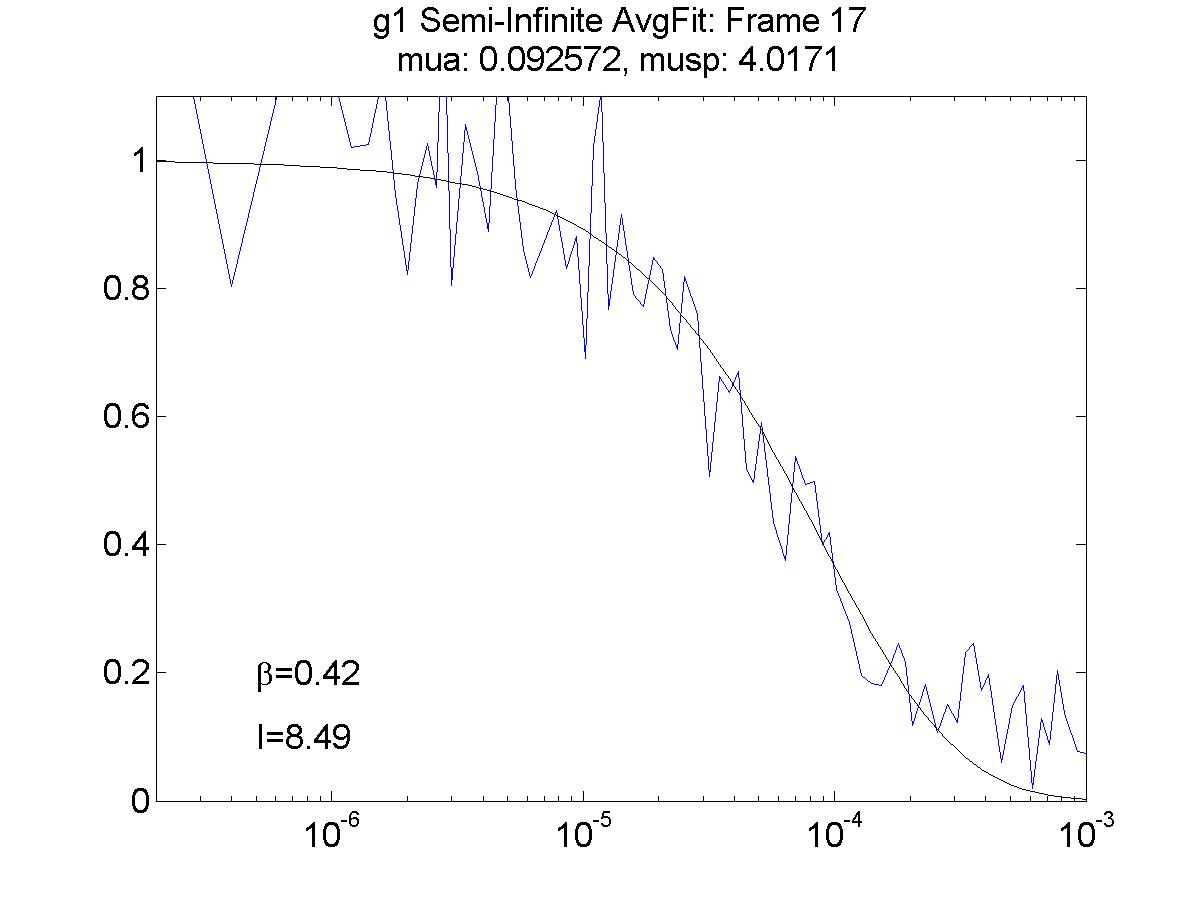 g1 Semi-Infinite AvgFit: Frame 17
mua: 0.092572, musp: 4.0171
1
0.8
0.6
0.4
0.2
0
β=0.42
I=8.49
10^-6
10^-5
10^-4
10^-3